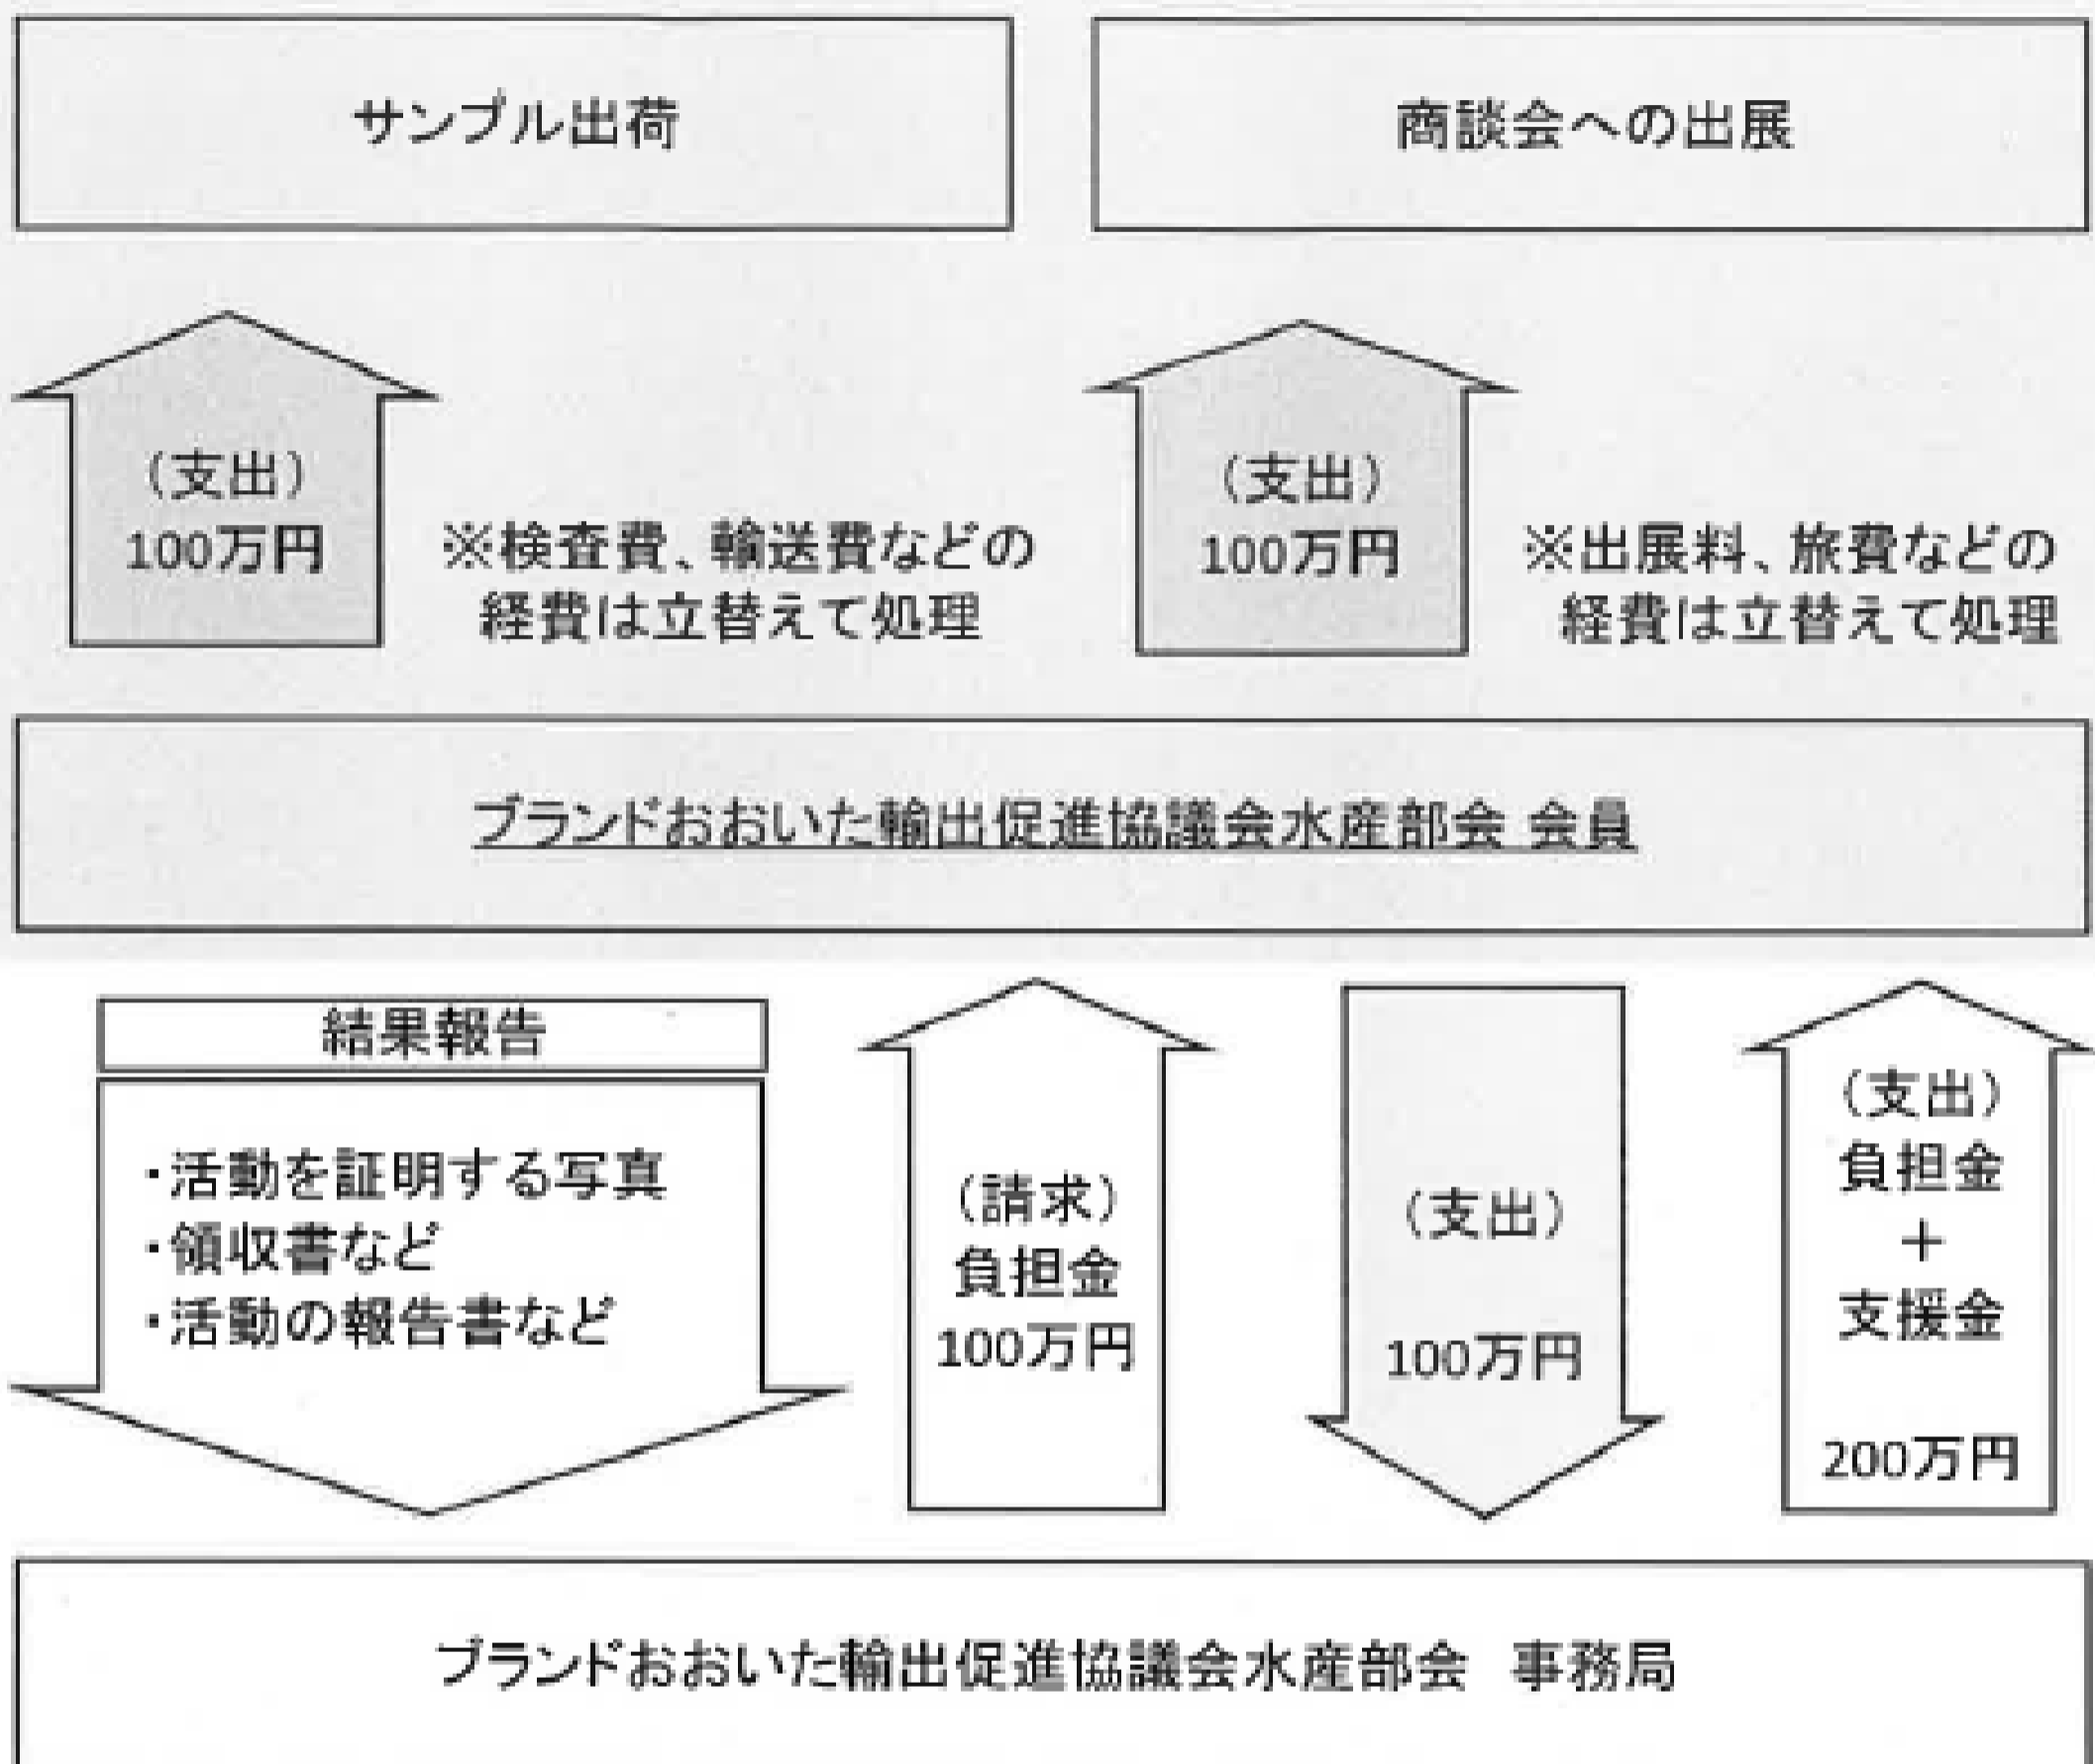 サンプル出荷
商談会への出展
（支出）
100万円
※検査費、輸送費などの
経費は立替えて処理
（支出）
100万円
※出展料、旅費などの
経費は立替えて処理
ブランドおおいた輸出促進協議会水産部会 会員
結果報告
・活動を証明する写真
・領収書など
・活動の報告書など
（請求）
負担金
100万円
（支出）
100万円
（支出）
負担金
＋
支援金
200万円
ブランドおおいた輸出促進協議会水産部会　事務局